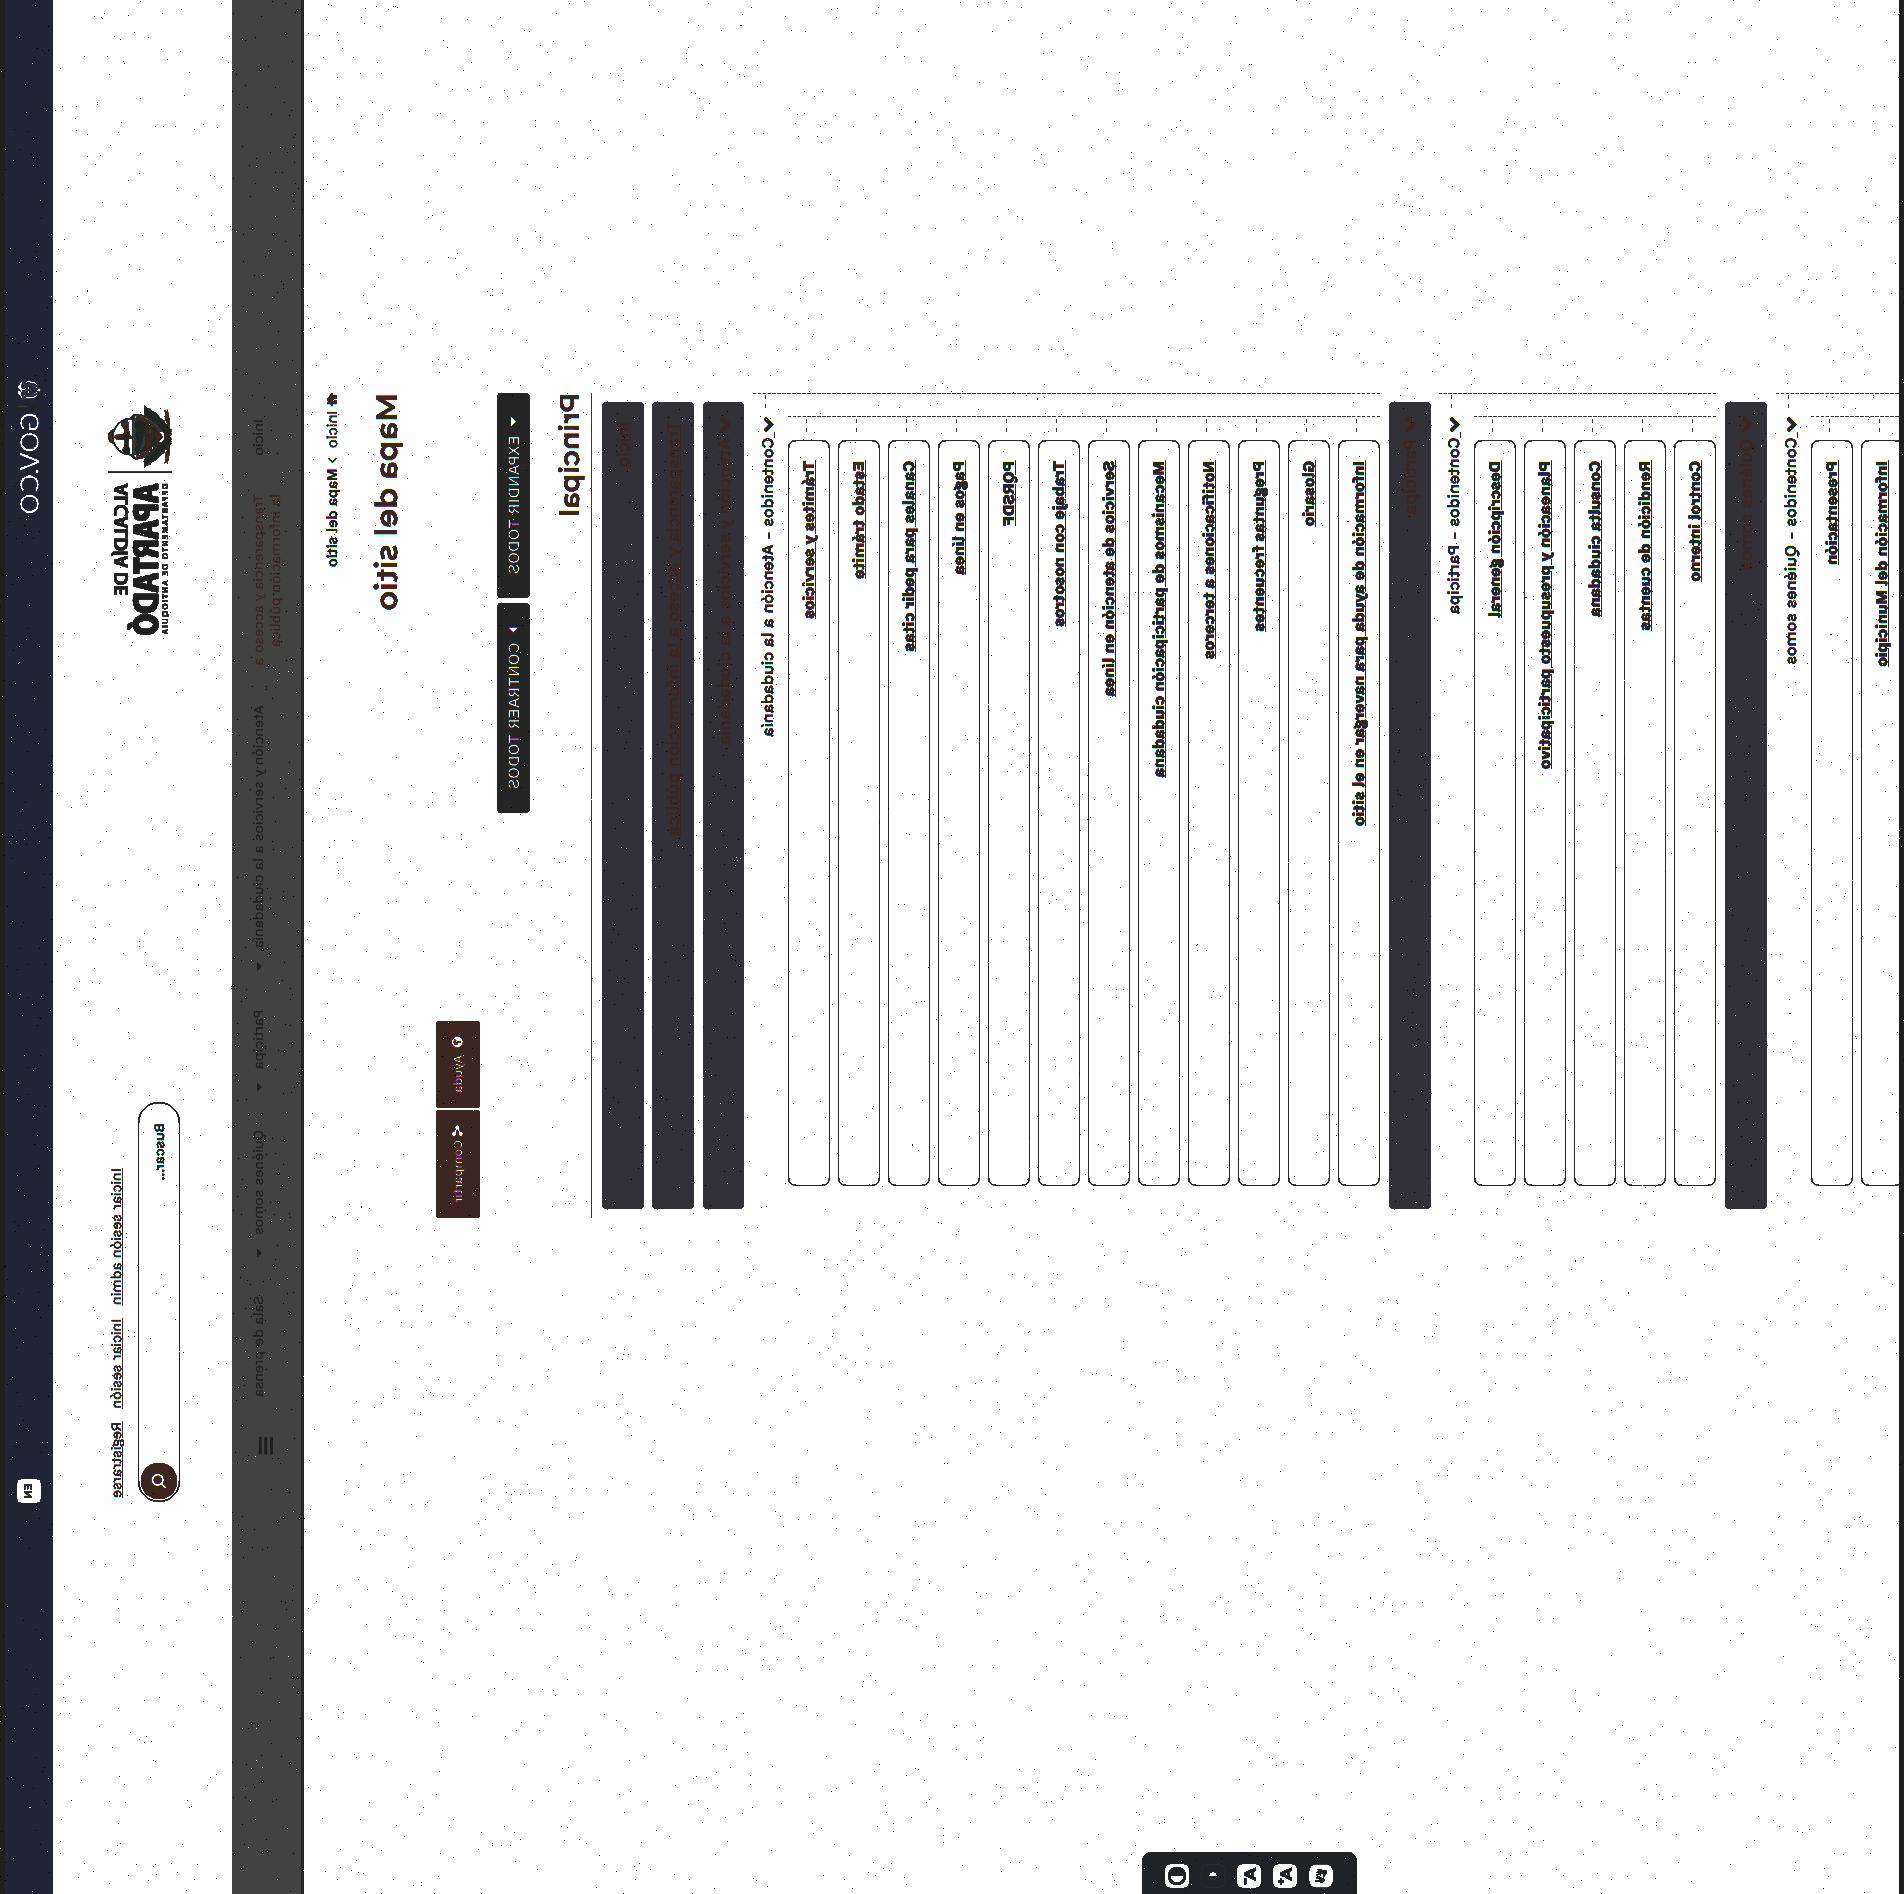 GOV.CO
EN
ALCALDÍA DE
APARTADÓ
DEPARTAMENTO DE ANTIOQUIA
Iniciar sesión admin
Iniciar sesión
Registrarse
Buscar...
Inicio
Transparencia y acceso a
la información pública
Atención y servicios a la ciudadanía
Participa
Quiénes somos
Sala de prensa
Inicio > Mapa del sitio
Mapa del sitio
Ayuda
Compartir
EXPANDIR TODOS
CONTRAER TODOS
Principal
Inicio
Transparencia y acceso a la información pública
Atención y servicios a la ciudadanía
Contenidos - Atención a la ciudadanía
Trámites y servicios
Estado trámite
Canales para pedir citas
Pagos en línea
PQRSDF
Trabaje con nosotros
Servicios de atención en línea
Mecanismos de participación ciudadana
Notificaciones a terceros
Preguntas frecuentes
Glosario
Información de ayuda para navegar en el sitio
Participa
Contenidos - Participa
Descripción general
Planeación y presupuesto participativo
Consulta ciudadana
Rendición de cuentas
Control interno
Quiénes somos
Contenidos - Quiénes somos
Presentación
Información del Municipio